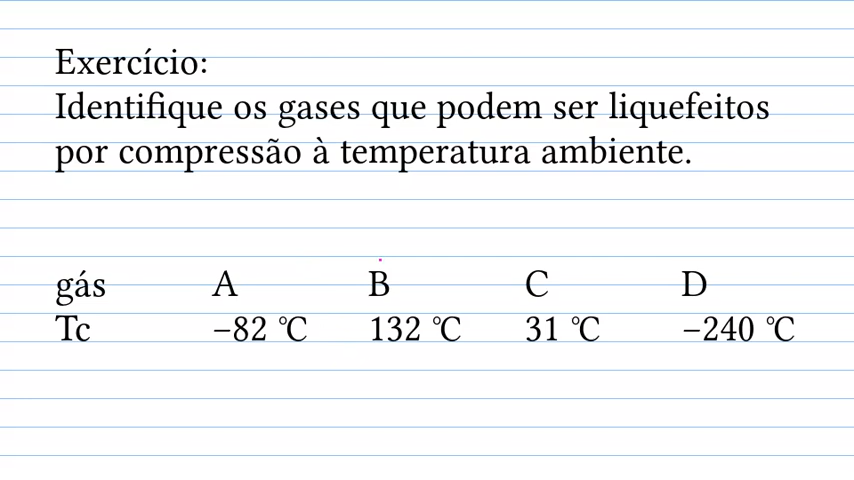 Exercício:
Identifique os gases que podem ser liquefeitos
por compressão à temperatura ambiente.
gás A B C D
Tc −82 °C 132 °C 31 °C −240 °C